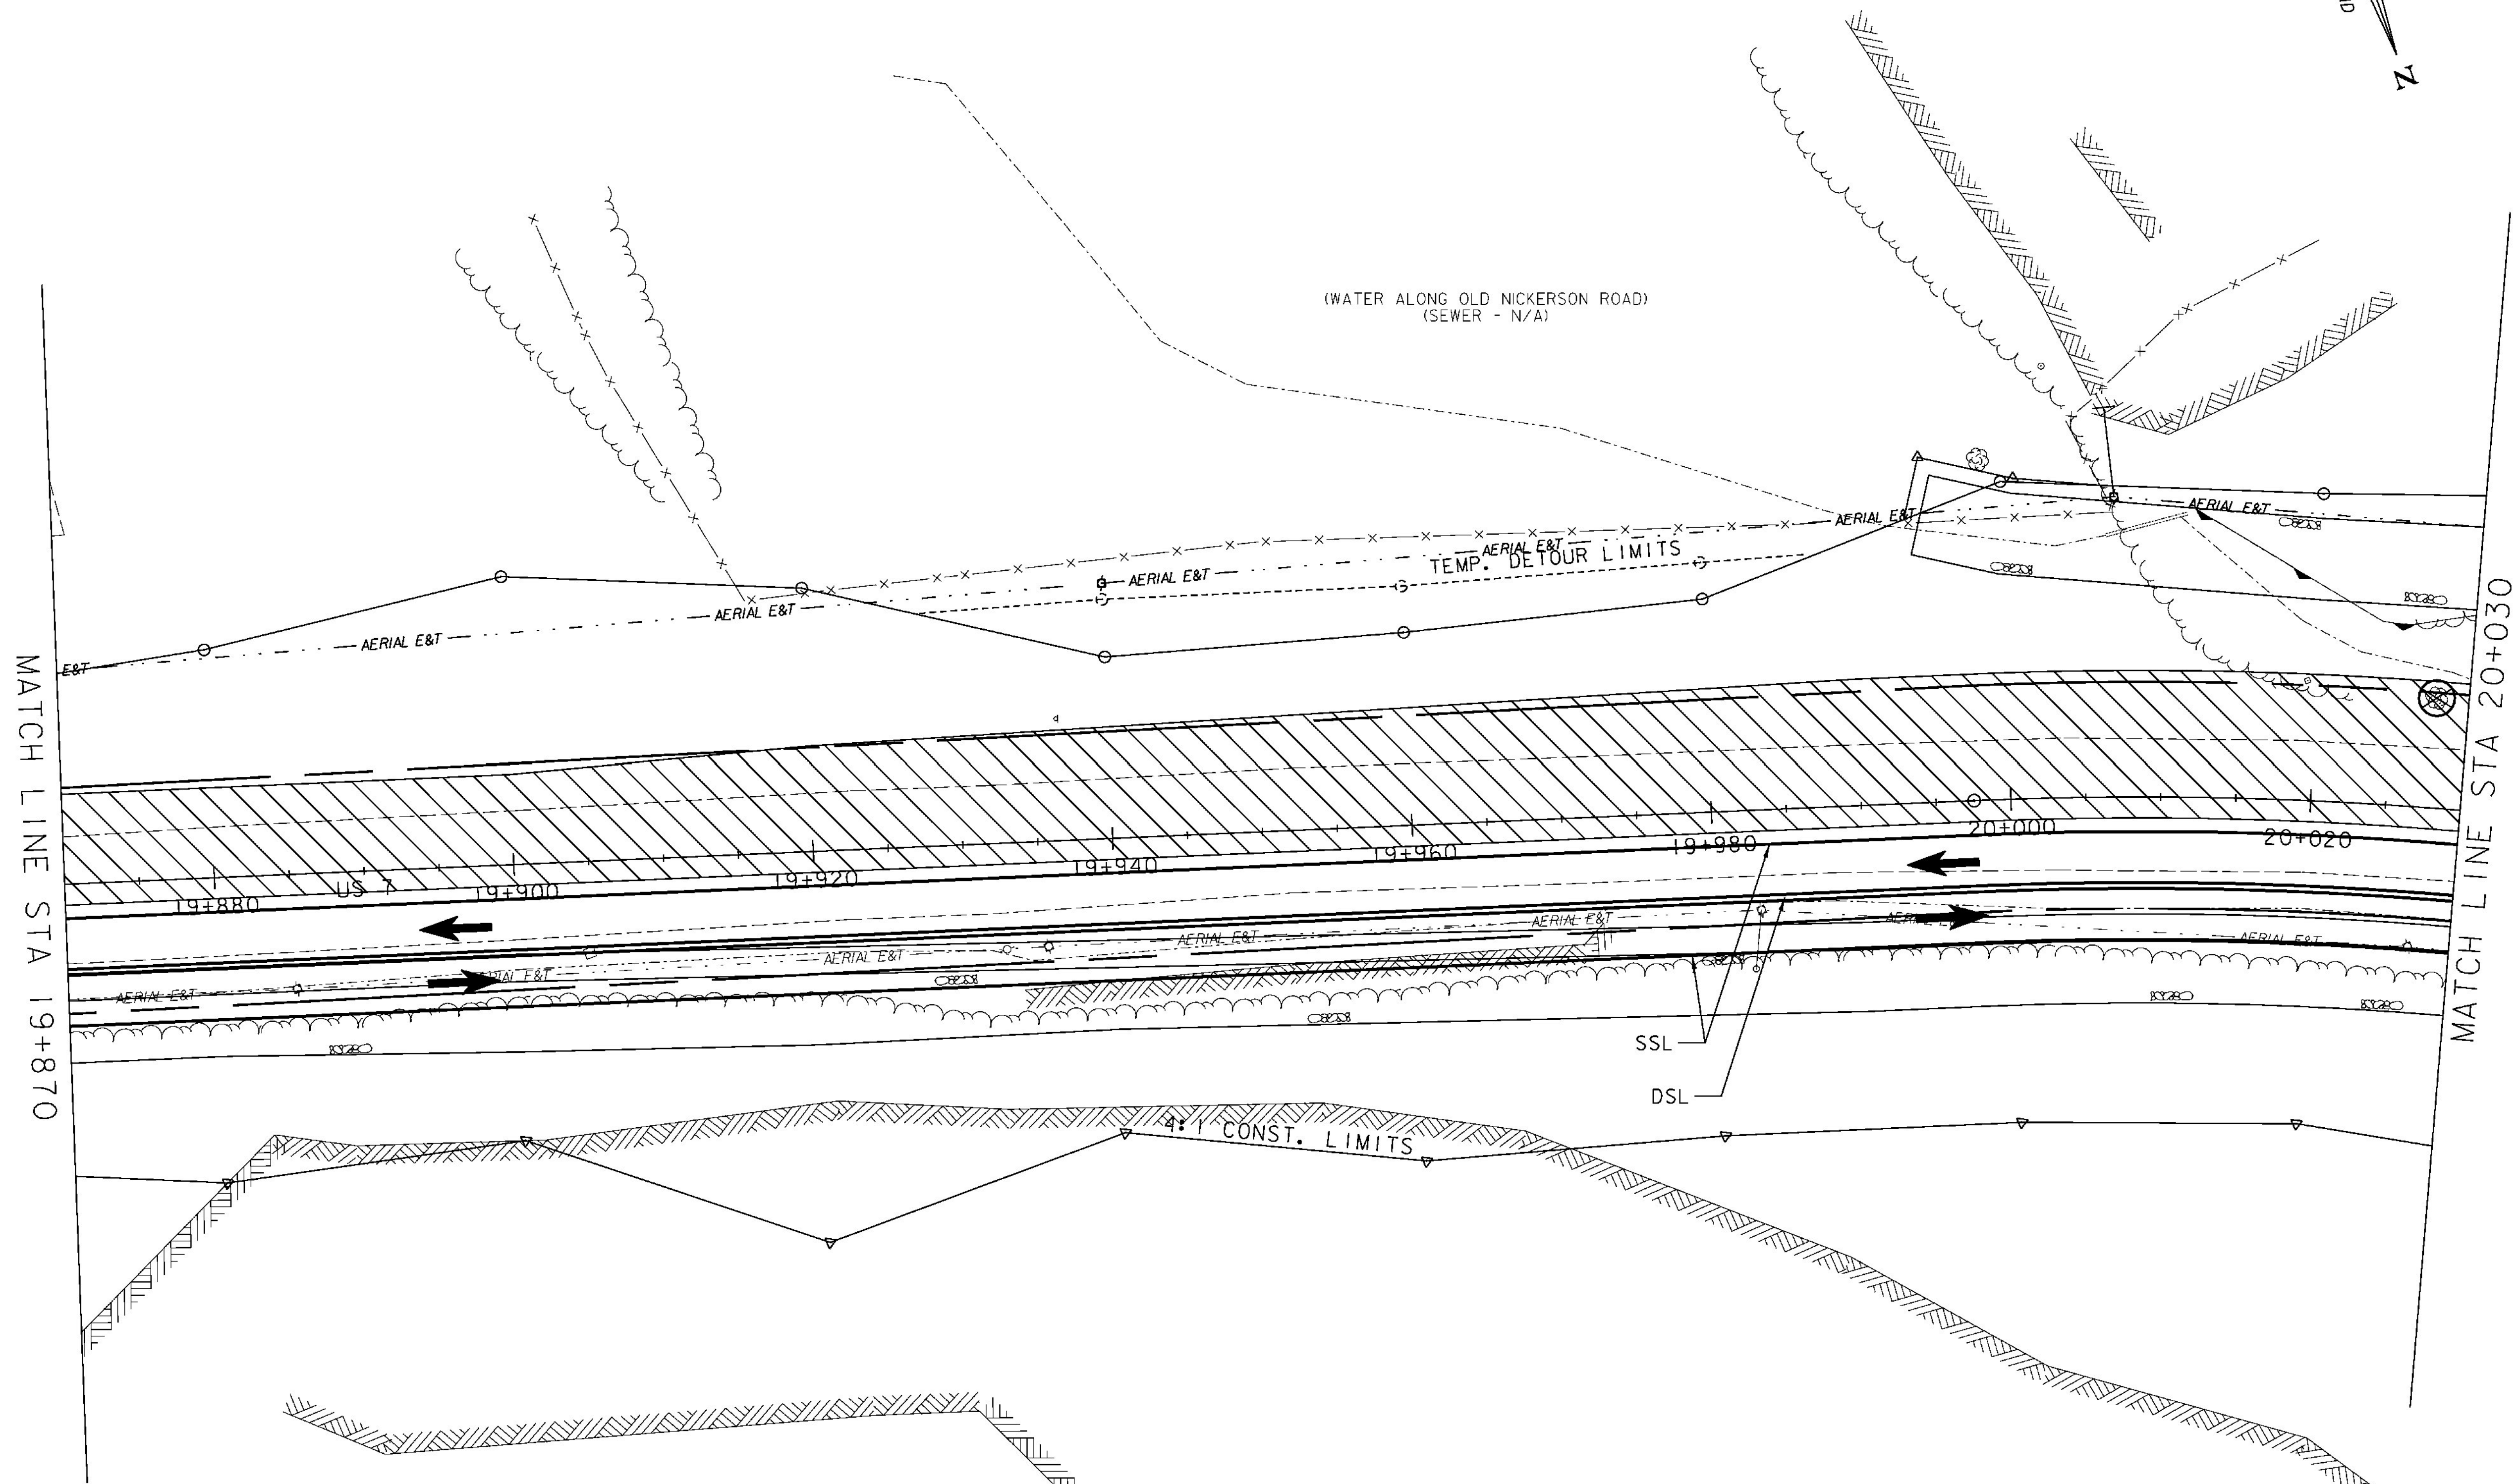 N
(WATER ALONG OLD NICKERSON ROAD)
(SEWER - N/A)
AERIAL E&T
AERIAL E&T
AERIAL E&T
TEMP. DETOUR LIMITS
AERIAL E&T
AERIAL E&T
AERIAL E&T
E&T
MATCH LINE STA 19+870
MATCH LINE STA 20+030
19+880
US 7
19+900
19+920
19+940
19+960
19+980
20+000
20+020
AERIAL E&T
AERIAL E&T
AERIAL E&T
AERIAL E&T
AERIAL E&T
SSL
DSL
4:1 CONST. LIMITS